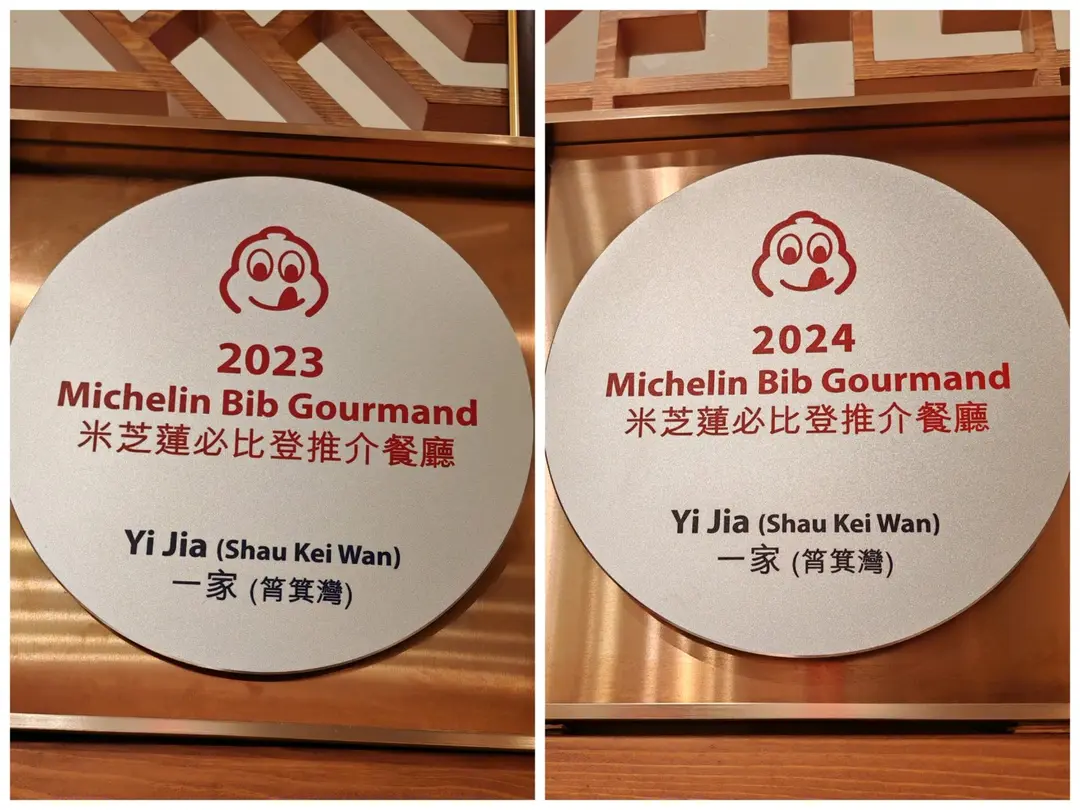 2023
Michelin Bib Gourmand
米芝蓮必比登推介餐廳
Yi Jia (Shau Kei Wan)
一家 (筲箕灣)
2024
Michelin Bib Gourmand
米芝蓮必比登推介餐廳
Yi Jia (Shau Kei Wan)
一家 (筲箕灣)